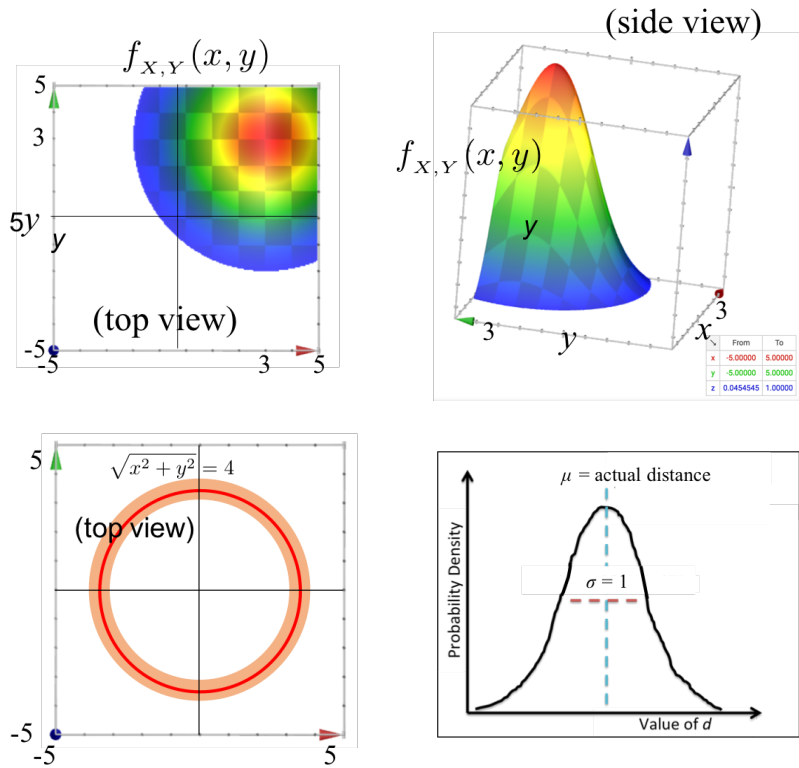 f_{X,Y}(x, y)
5
3
5y
y
(top view)
-5
-5
3
5
(side view)
f_{X,Y}(x, y)
y
3
y
x
3
From To
x -5.00000 5.00000
y -5.00000 5.00000
z 0.0454545 1.00000
5
√x² + y² = 4
(top view)
-5
-5
5
μ = actual distance
σ = 1
Probability Density
Value of d